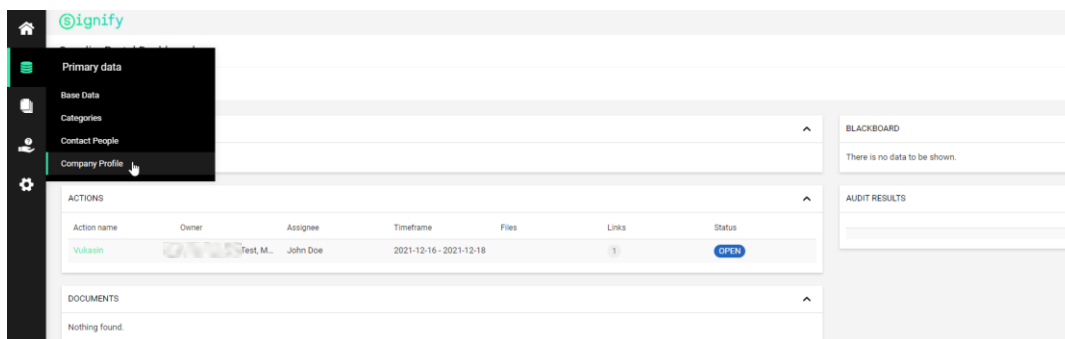 Signify
Primary data
Base Data
Categories
Contact People
Company Profile
BLACKBOARD
There is no data to be shown.
ACTIONS
Action name Owner Assignee Timeframe Files Links Status
Vukasin Test, M... John Doe 2021-12-16 - 2021-12-18 1 OPEN
AUDIT RESULTS
DOCUMENTS
Nothing found.